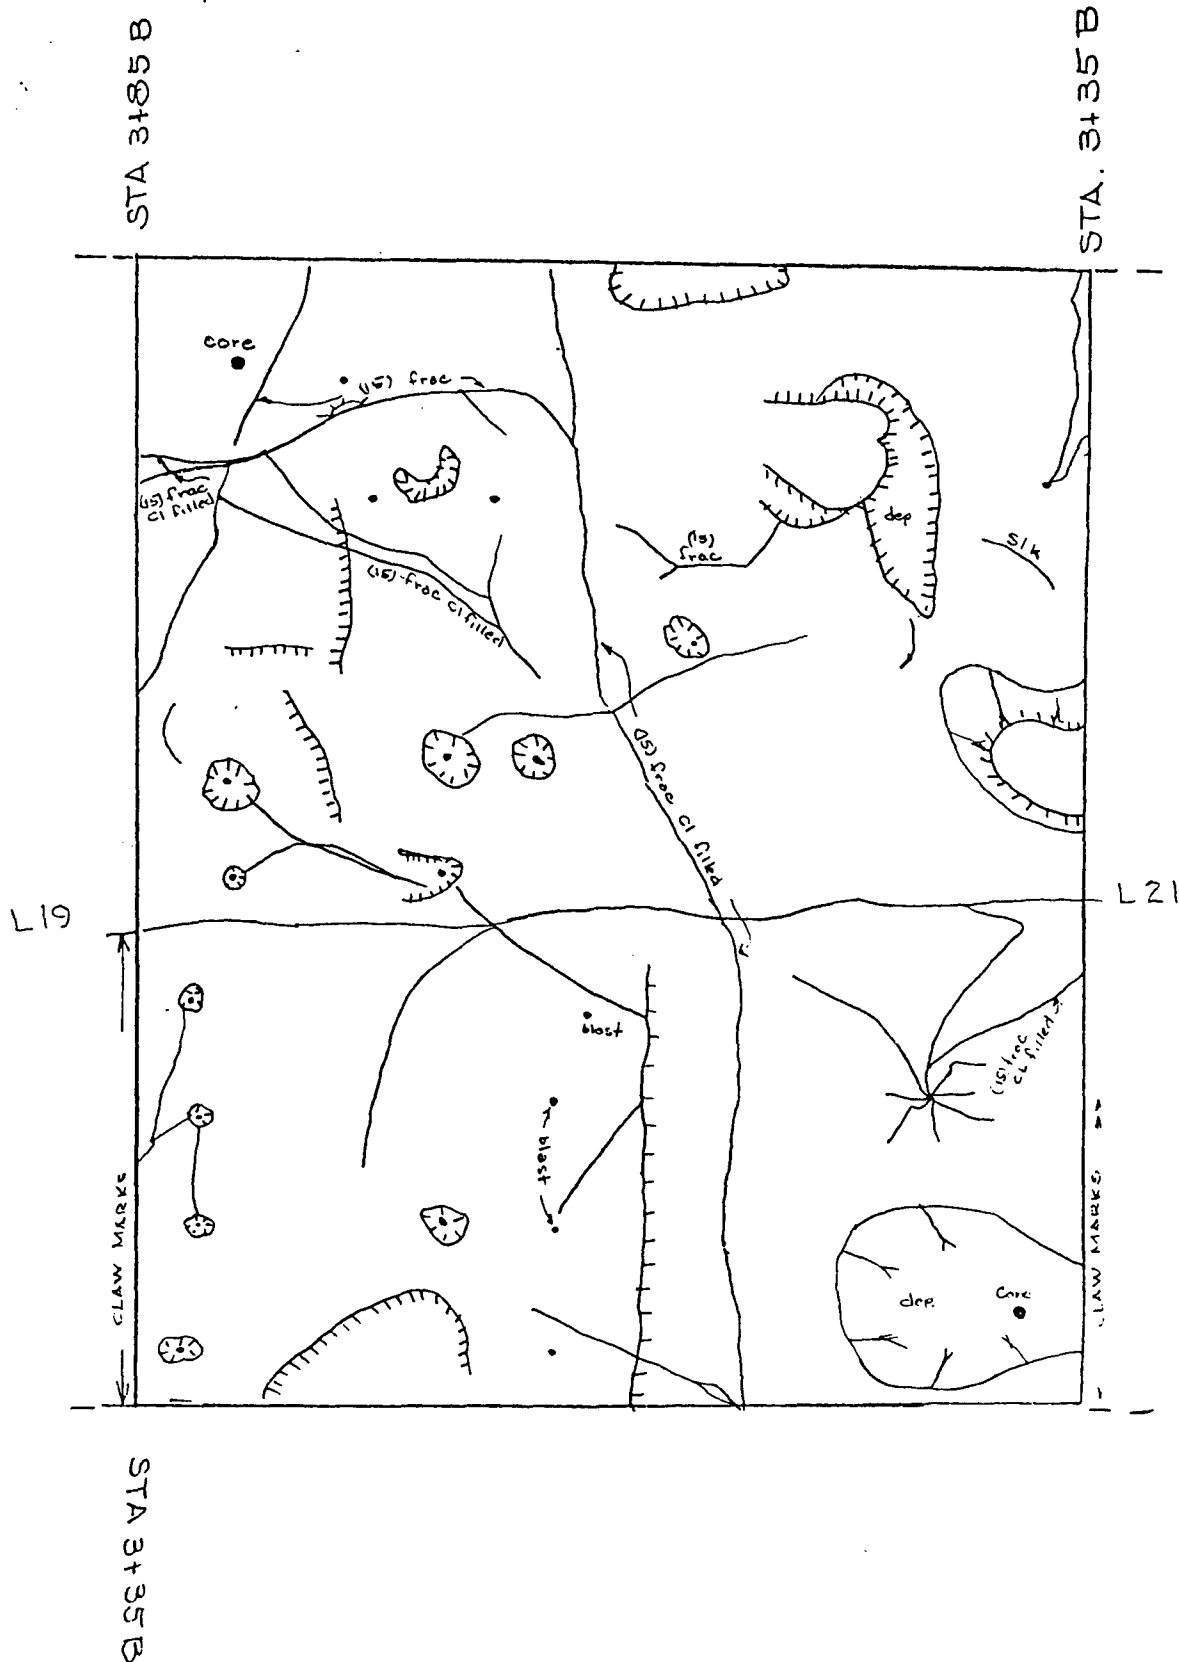 STA 3+85 B
STA. 3+35 B
core
(15) frac
(15) frac
cl filled
(15) frac cl filled
(15)
frac
dep
Slk
(15) frac cl filled
L19
L21
blast
blast
(15) frac
CL filled
CLAW MARKS
CLAW MARKS
dep.
Core
STA 3+35 B